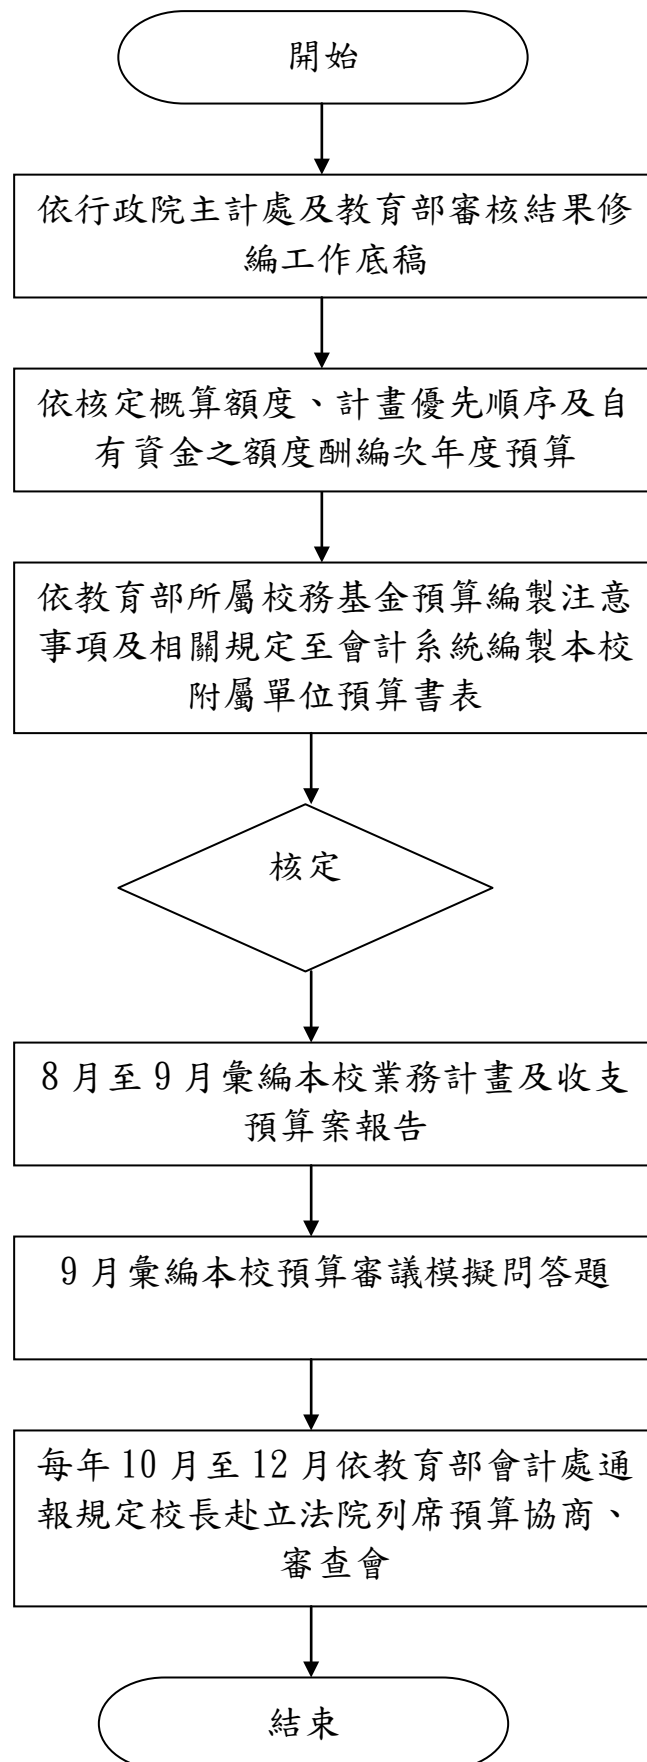 開始
依行政院主計處及教育部審核結果修
編工作底稿
依核定概算額度、計畫優先順序及自
有資金之額度酬編次年度預算
依教育部所屬校務基金預算編製注意
事項及相關規定至會計系統編製本校
附屬單位預算書表
核定
8 月至 9 月彙編本校業務計畫及收支
預算案報告
9 月彙編本校預算審議模擬問答題
每年 10 月至 12 月依教育部會計處通
報規定校長赴立法院列席預算協商、
審查會
結束